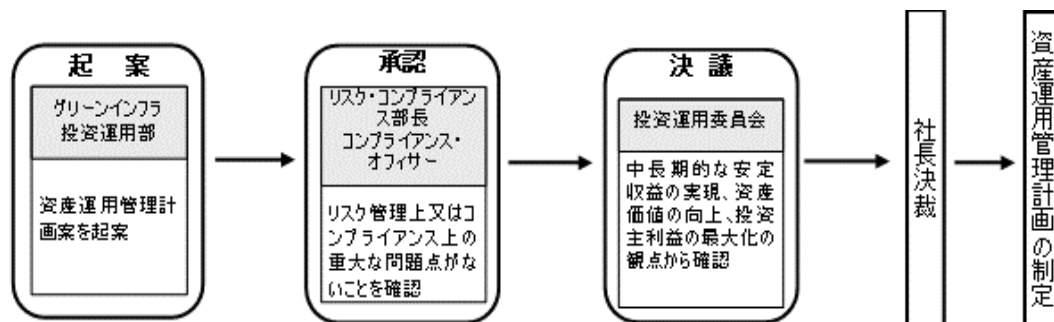 起 案
グリーンインフラ
投資運用部
資産運用管理計
画案を起案
承認
リスク・コンプライアン
ス部長
コンプライアンス・
オフィサー
リスク管理上又はコ
ンプライアンス上の
重大な問題点がな
いことを確認
決 議
投資運用委員会
中長期的な安定
収益の実現、資産
価値の向上、投資
主利益の最大化の
観点から確認
社長決裁
資産運用管理計画の制定